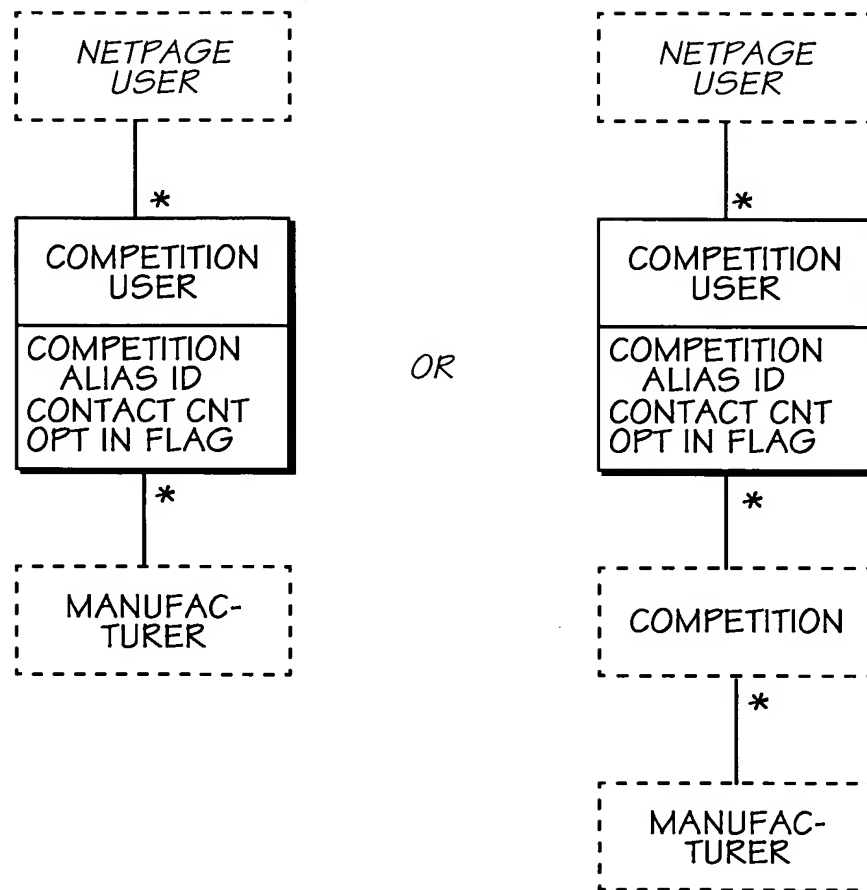 NETPAGE
USER
*
COMPETITION
USER
COMPETITION
ALIAS ID
CONTACT CNT
OPT IN FLAG
*
MANUFAC-
TURER
OR
NETPAGE
USER
*
COMPETITION
USER
COMPETITION
ALIAS ID
CONTACT CNT
OPT IN FLAG
*
COMPETITION
*
MANUFAC-
TURER